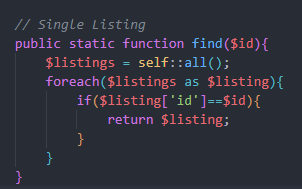 // Single Listing
public static function find($id){
    $listings = self::all();
    foreach($listings as $listing){
        if($listing['id']==$id){
            return $listing;
        }
    }
}